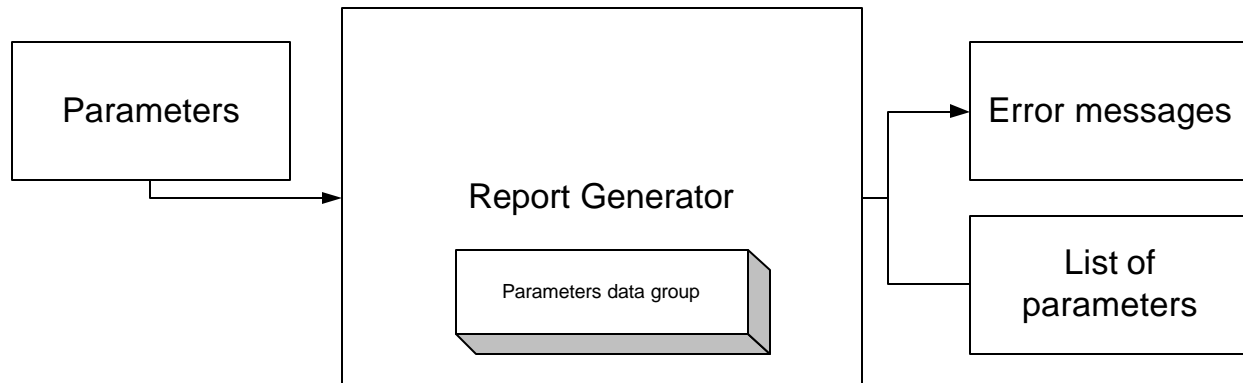 Parameters
Report Generator
Parameters data group
Error messages
List of
parameters